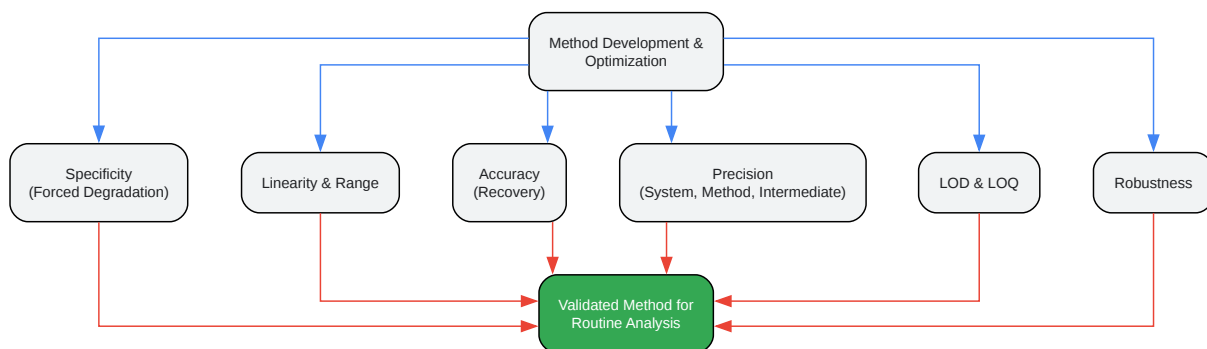 Method Development &
Optimization
Specificity
(Forced Degradation)
Linearity & Range
Accuracy
(Recovery)
Precision
(System, Method, Intermediate)
LOD & LOQ
Robustness
Validated Method for
Routine Analysis